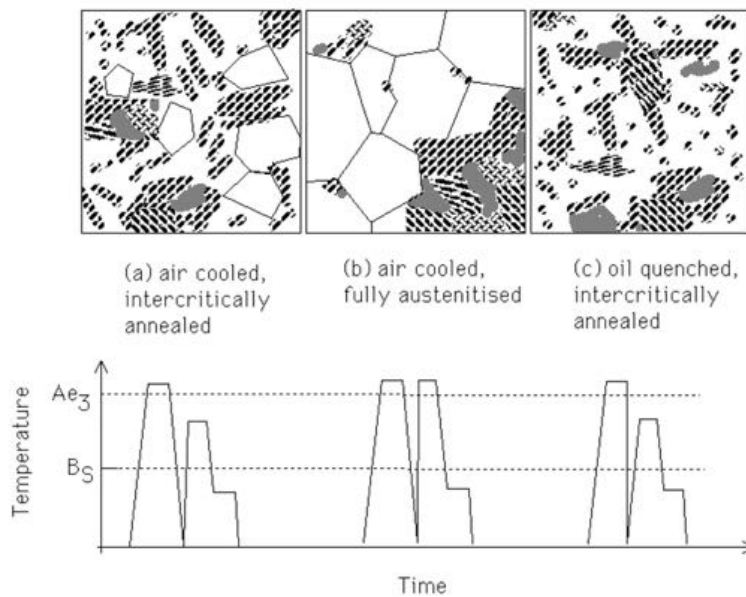 (a) air cooled,
intercritically
annealed
(b) air cooled,
fully austenitised
(c) oil quenched,
intercritically
annealed
Temperature
Ae3
BS
Time